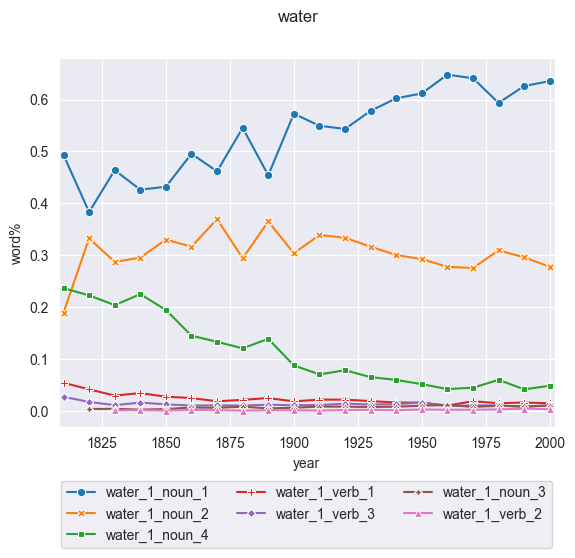 water
0.6
0.5
0.4
0.3
0.2
0.1
0.0
word%
1825 1850 1875 1900 1925 1950 1975 2000
year
water_1_noun_1 water_1_verb_1 water_1_noun_3
water_1_noun_2 water_1_verb_3 water_1_verb_2
water_1_noun_4